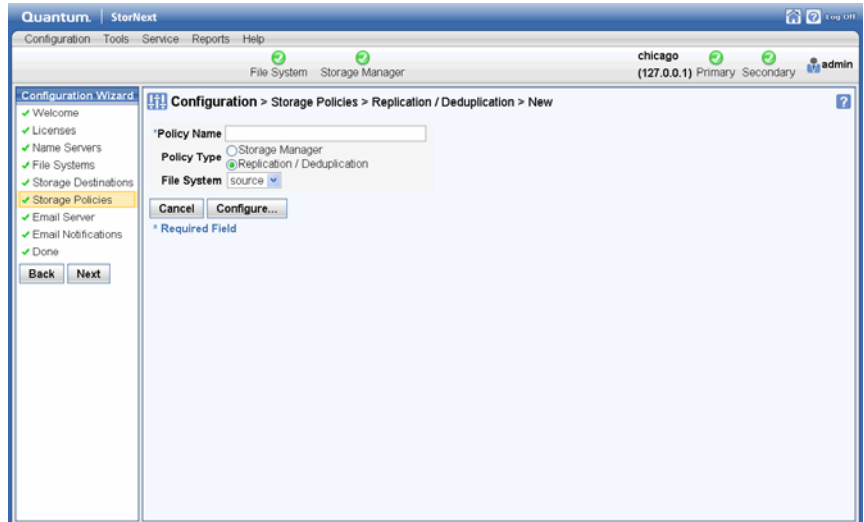 Quantum. StorNext
Log Off
Configuration Tools Service Reports Help
File System Storage Manager
chicago
(127.0.0.1) Primary Secondary
admin
Configuration Wizard
Welcome
Licenses
Name Servers
File Systems
Storage Destinations
Storage Policies
Email Server
Email Notifications
Done
Back Next
Configuration > Storage Policies > Replication / Deduplication > New
*Policy Name
Policy Type Storage Manager
Replication / Deduplication
File System source
Cancel Configure...
* Required Field